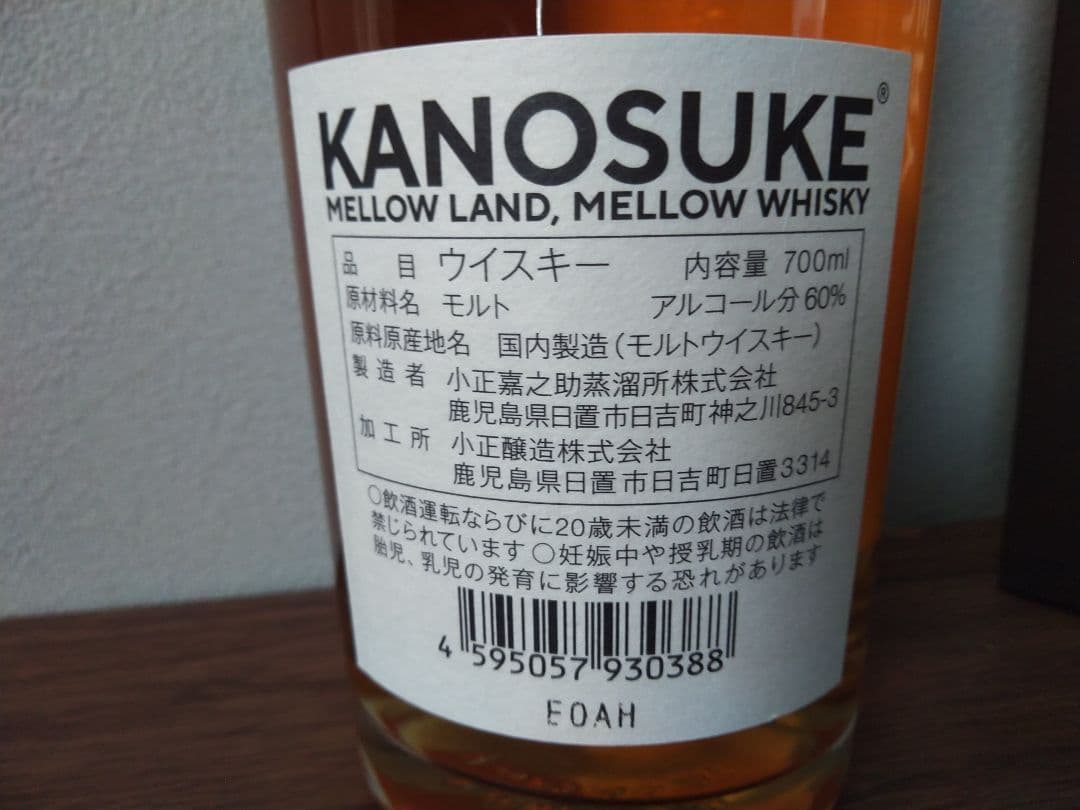 KANOSUKE®
MELLOW LAND, MELLOW WHISKY
品目 ウイスキー 内容量 700ml
原材料名 モルト アルコール分 60%
原料原産地名 国内製造(モルトウイスキー)
製造者 小正嘉之助蒸溜所株式会社
鹿児島県日置市日吉町神之川845-3
加工所 小正醸造株式会社
鹿児島県日置市日吉町日置3314
○飲酒運転ならびに20歳未満の飲酒は法律で
禁じられています ○妊娠中や授乳期の飲酒は
胎児、乳児の発育に影響する恐れがあります
4 595057 930388
E0AH